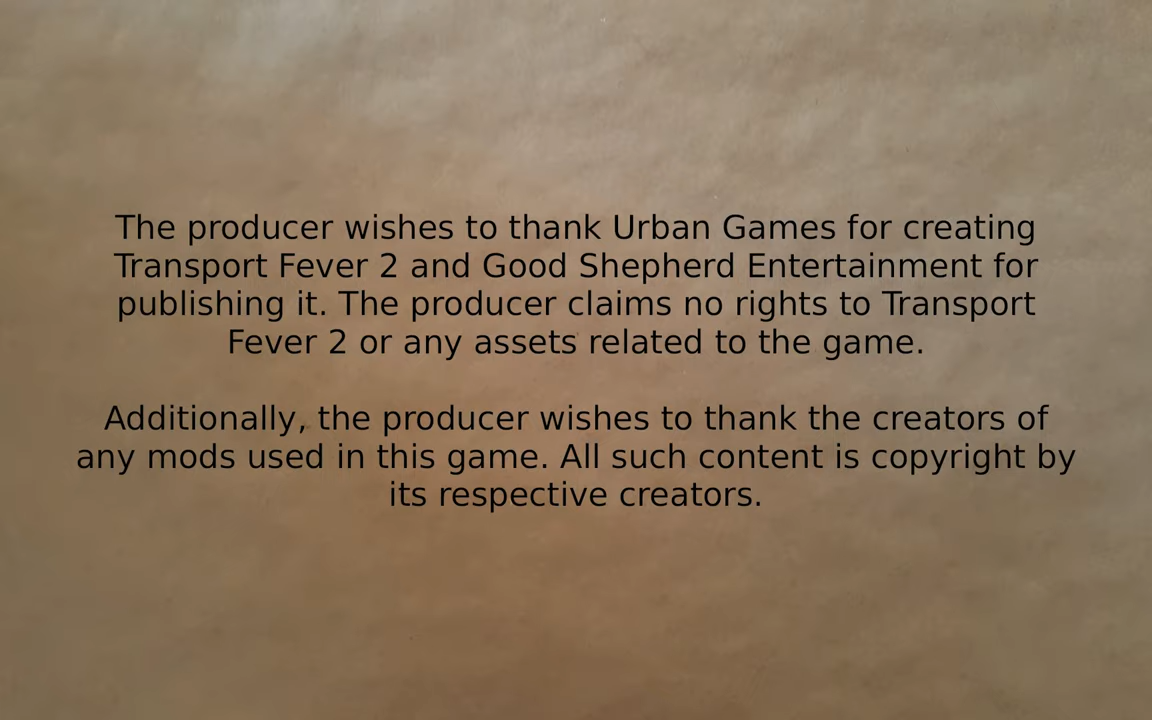 The producer wishes to thank Urban Games for creating
Transport Fever 2 and Good Shepherd Entertainment for
publishing it. The producer claims no rights to Transport
Fever 2 or any assets related to the game.
Additionally, the producer wishes to thank the creators of
any mods used in this game. All such content is copyright by
its respective creators.